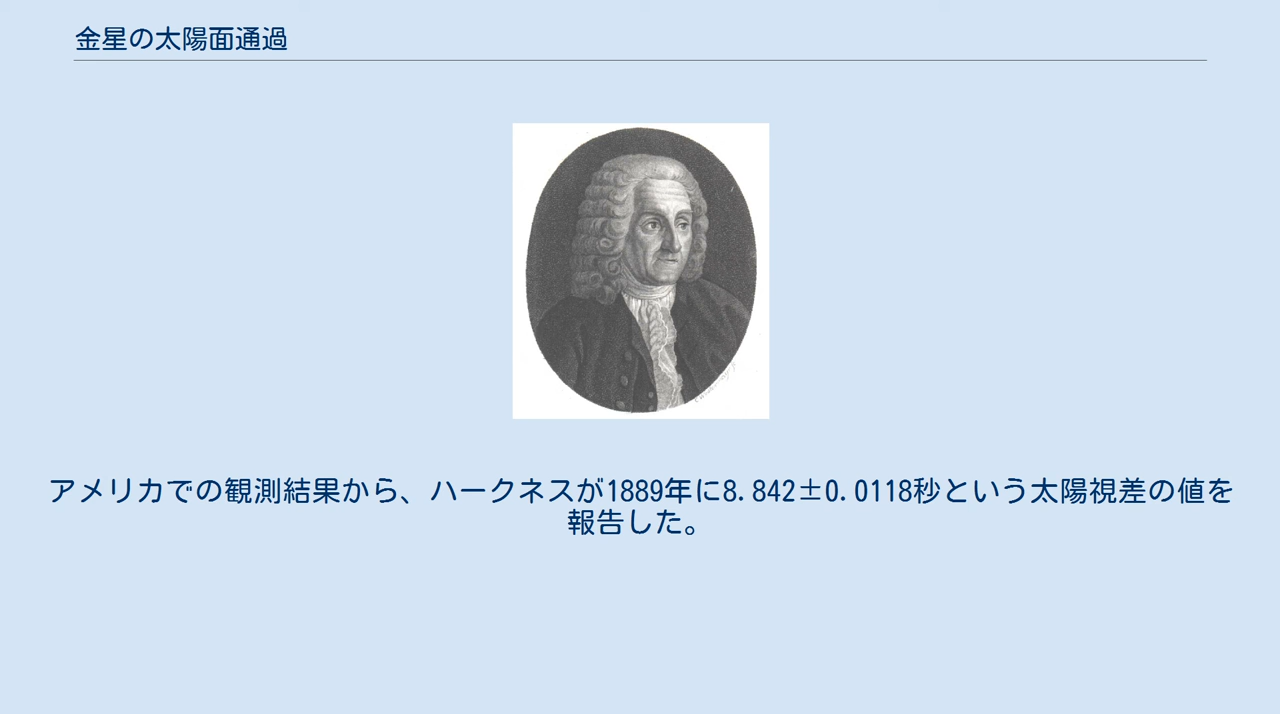 金星の太陽面通過
アメリカでの観測結果から、ハークネスが1889年に8.842±0.0118秒という太陽視差の値を
報告した。